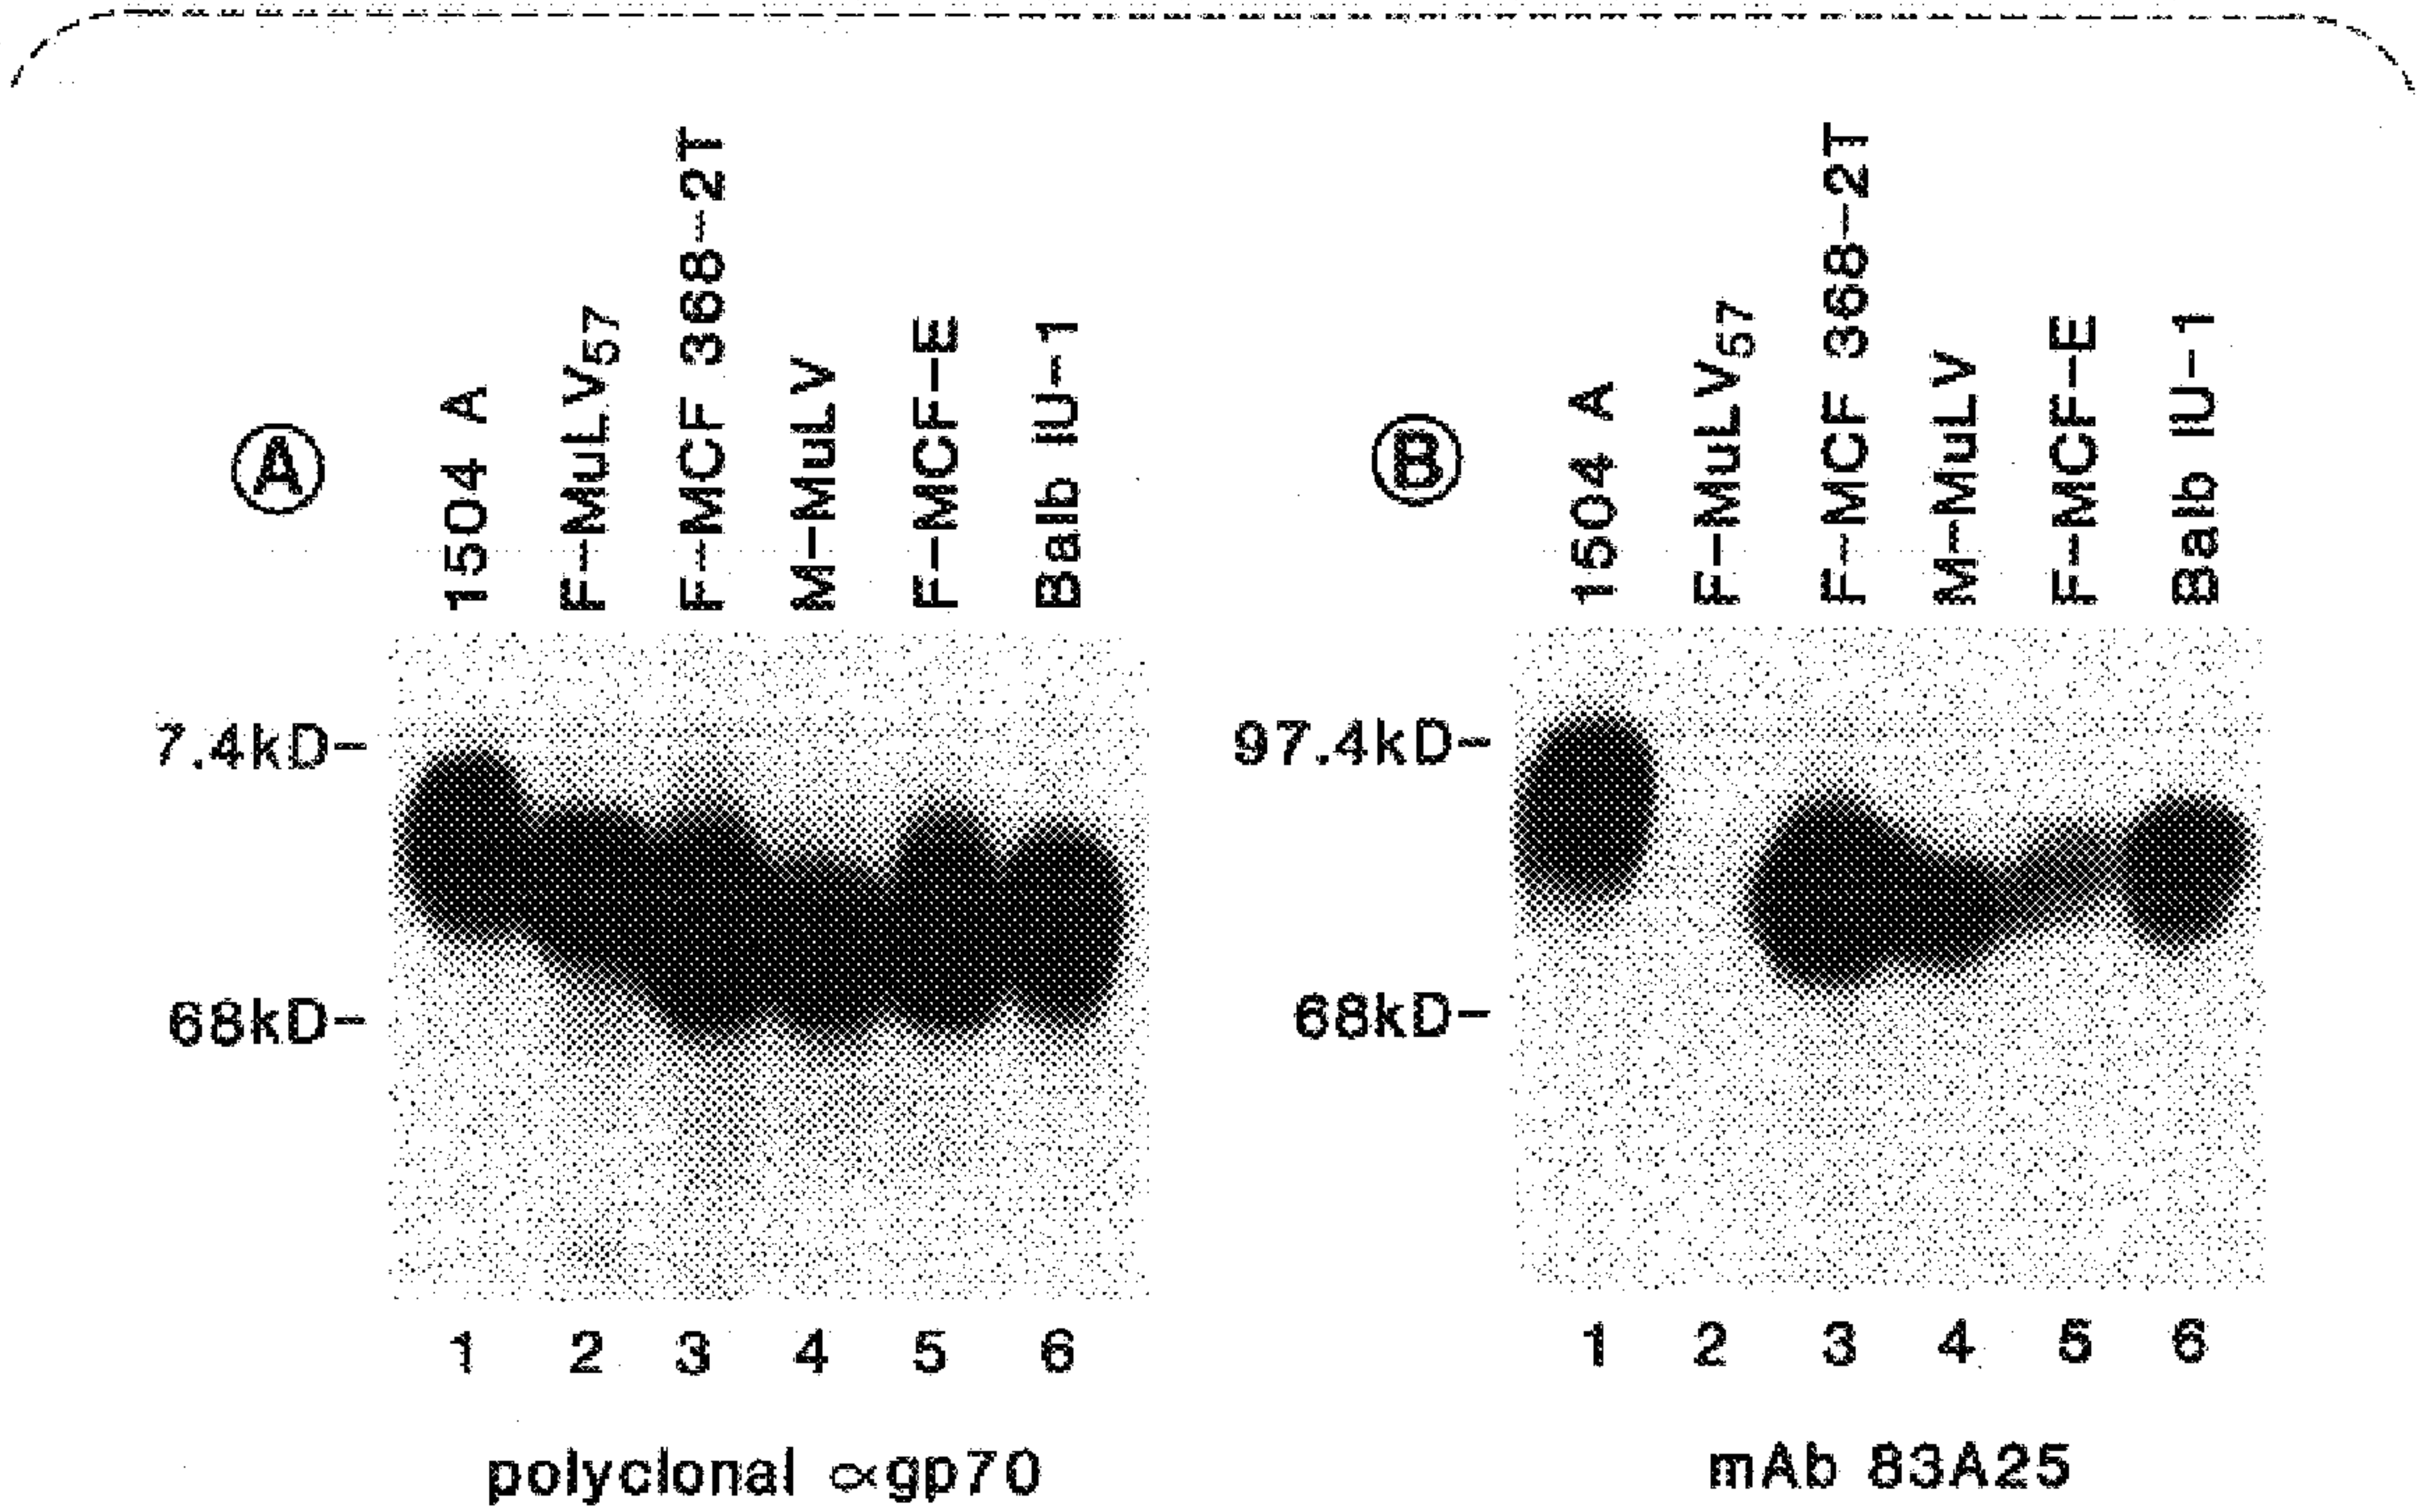 A
1504 A
F-MuLV57
F-MCF 368-2T
M-MuLV
F-MCF-E
Balb IU-1
7.4kD-
68kD-
1 2 3 4 5 6
polyclonal αgp70
B
1504 A
F-MuLV57
F-MCF 368-2T
M-MuLV
F-MCF-E
Balb IU-1
97.4kD-
68kD-
1 2 3 4 5 6
mAb 83A25